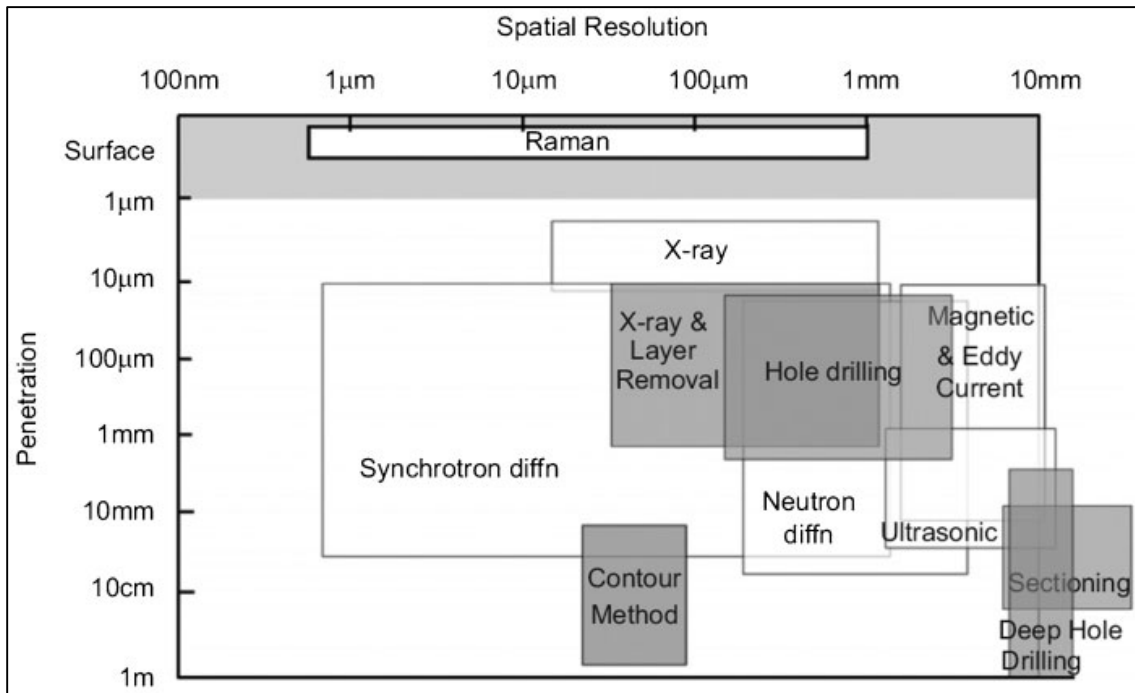 Spatial Resolution
100nm 1μm 10μm 100μm 1mm 10mm
Penetration
Surface
1μm
10μm
100μm
1mm
10mm
10cm
1m
Raman
X-ray
X-ray &
Layer
Removal
Hole drilling
Magnetic
& Eddy
Current
Synchrotron diffn
Neutron
diffn
Ultrasonic
Contour
Method
Sectioning
Deep Hole
Drilling